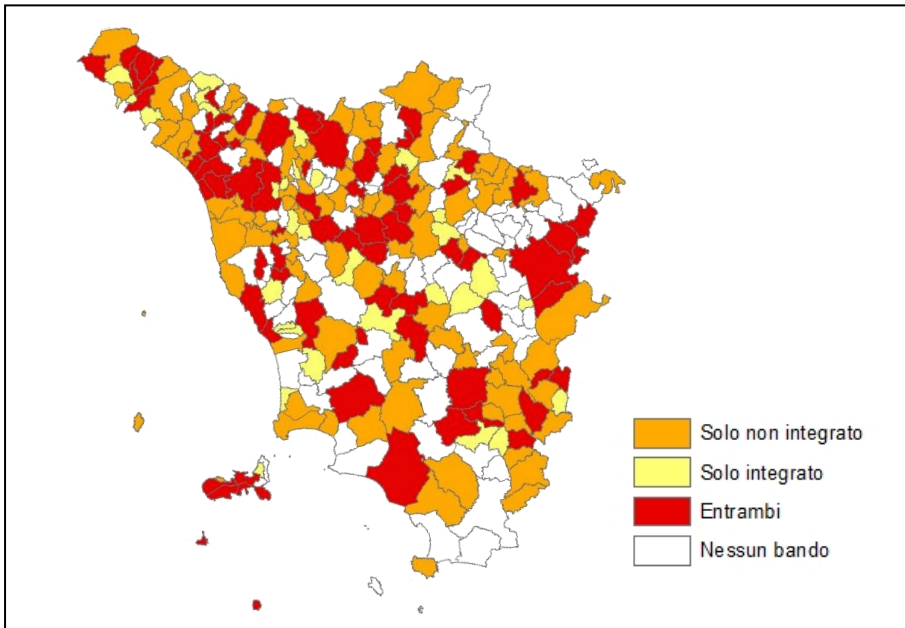 Solo non integrato
Solo integrato
Entrambi
Nessun bando